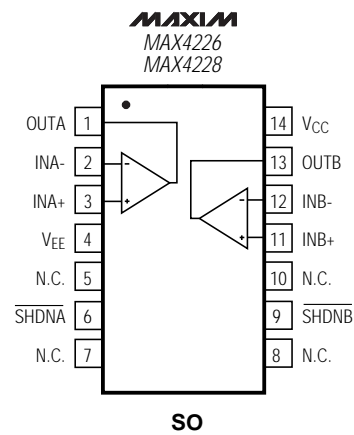 MAXIM
MAX4226
MAX4228
OUTA 1 14 VCC
INA- 2 - 13 OUTB
INA+ 3 + - 12 INB-
VEE 4 + 11 INB+
N.C. 5 10 N.C.
SHDNA 6 9 SHDNB
N.C. 7 8 N.C.
SO